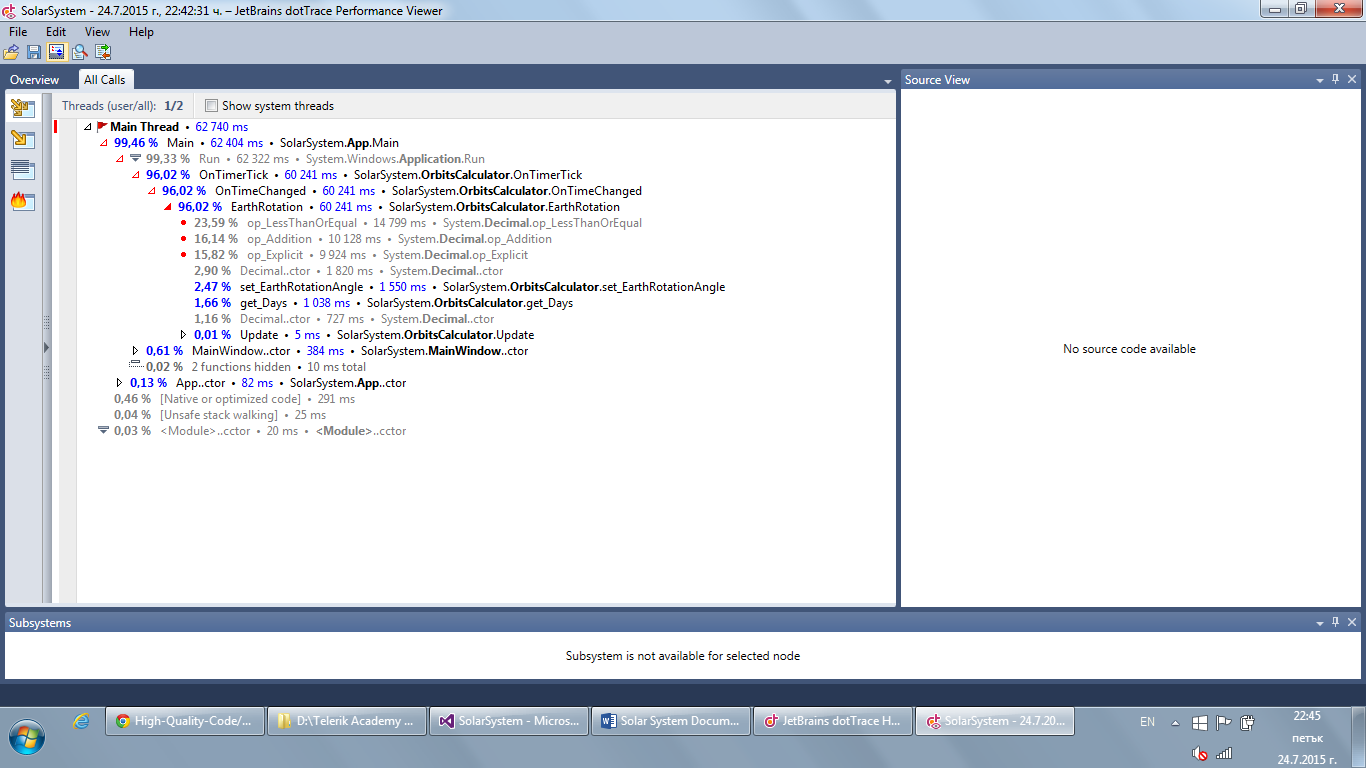 SolarSystem - 24.7.2015 г., 22:42:31 ч. – JetBrains dotTrace Performance Viewer
File Edit View Help
Overview All Calls
Source View
Threads (user/all): 1/2 Show system threads
Main Thread • 62 740 ms
99,46 % Main • 62 404 ms • SolarSystem.App.Main
99,33 % Run • 62 322 ms • System.Windows.Application.Run
96,02 % OnTimerTick • 60 241 ms • SolarSystem.OrbitsCalculator.OnTimerTick
96,02 % OnTimeChanged • 60 241 ms • SolarSystem.OrbitsCalculator.OnTimeChanged
96,02 % EarthRotation • 60 241 ms • SolarSystem.OrbitsCalculator.EarthRotation
23,59 % op_LessThanOrEqual • 14 799 ms • System.Decimal.op_LessThanOrEqual
16,14 % op_Addition • 10 128 ms • System.Decimal.op_Addition
15,82 % op_Explicit • 9 924 ms • System.Decimal.op_Explicit
2,90 % Decimal..ctor • 1 820 ms • System.Decimal..ctor
2,47 % set_EarthRotationAngle • 1 550 ms • SolarSystem.OrbitsCalculator.set_EarthRotationAngle
1,66 % get_Days • 1 038 ms • SolarSystem.OrbitsCalculator.get_Days
1,16 % Decimal..ctor • 727 ms • System.Decimal..ctor
0,01 % Update • 5 ms • SolarSystem.OrbitsCalculator.Update
0,61 % MainWindow..ctor • 384 ms • SolarSystem.MainWindow..ctor
0,02 % 2 functions hidden • 10 ms total
0,13 % App..ctor • 82 ms • SolarSystem.App..ctor
0,46 % [Native or optimized code] • 291 ms
0,04 % [Unsafe stack walking] • 25 ms
0,03 % <Module>..cctor • 20 ms • <Module>..cctor
No source code available
Subsystems
Subsystem is not available for selected node
High-Quality-Code/... D:\Telerik Academy ... SolarSystem - Micros... Solar System Docum... JetBrains dotTrace H... SolarSystem - 24.7.20... EN
22:45
петък
24.7.2015 г.